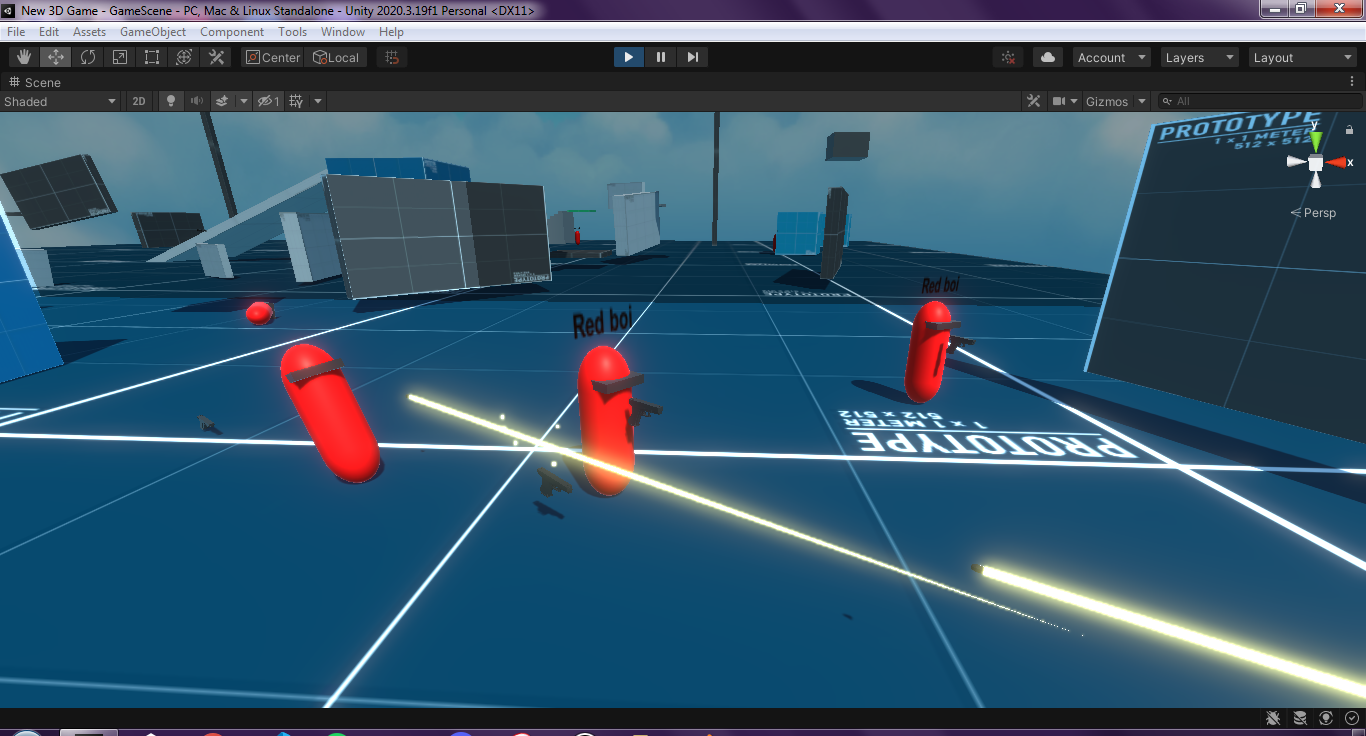 New 3D Game - GameScene - PC, Mac & Linux Standalone - Unity 2020.3.19f1 Personal <DX11>
File Edit Assets GameObject Component Tools Window Help
Center Local Account Layers Layout
Scene
Shaded 2D 1 Gizmos All
PROTOTYPE
1 x 1 METER
512 x 512
y
x
Persp
Red boi
Red boi
512 x 512
1 x 1 METER
PROTOTYPE
PROTOTYPE
PROTOTYPE